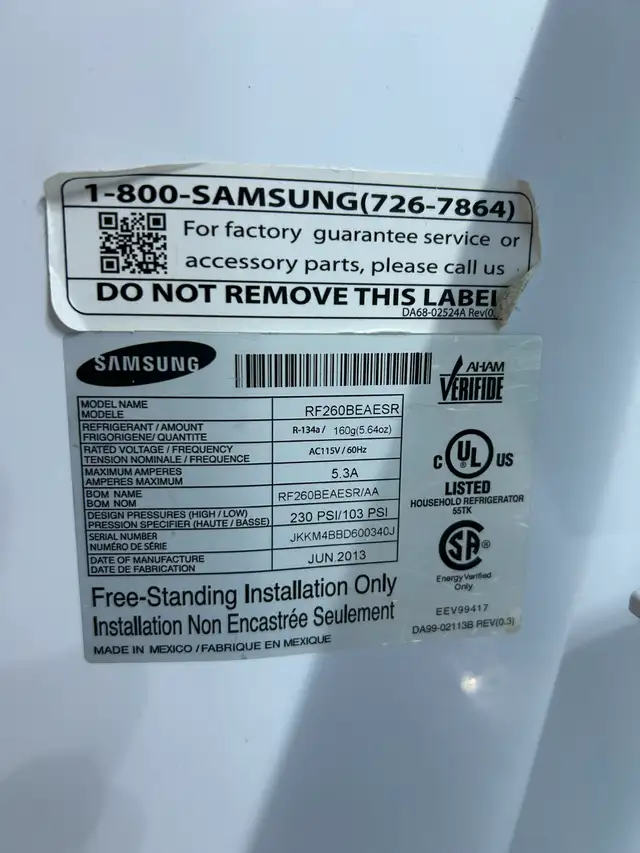 1-800-SAMSUNG(726-7864)
For factory guarantee service or
accessory parts, please call us
DO NOT REMOVE THIS LABEL
DA68-02524A Rev(0.
SAMSUNG
AHAM
VERIFIDE
MODEL NAME
MODELE
RF260BEAESR
REFRIGERANT / AMOUNT
FRIGORIGENE/ QUANTITE
R-134a / 160g(5.64oz)
RATED VOLTAGE / FREQUENCY
TENSION NOMINALE / FREQUENCE
AC115V / 60Hz
MAXIMUM AMPERES
AMPERES MAXIMUM
5.3A
BOM NAME
BOM NOM
RF260BEAESR/AA
DESIGN PRESSURES (HIGH / LOW)
PRESSION SPECIFIER (HAUTE / BASSE)
230 PSI/103 PSI
SERIAL NUMBER
NUMÉRO DE SÉRIE
JKKM4BBD600340J
DATE OF MANUFACTURE
DATE DE FABRICATION
JUN 2013
C UL US
LISTED
HOUSEHOLD REFRIGERATOR
55TK
SA
Energy Verified
Only
Free-Standing Installation Only
Installation Non Encastrée Seulement
MADE IN MEXICO / FABRIQUE EN MEXIQUE
EEV99417
DA99-02113B REV(0.3)